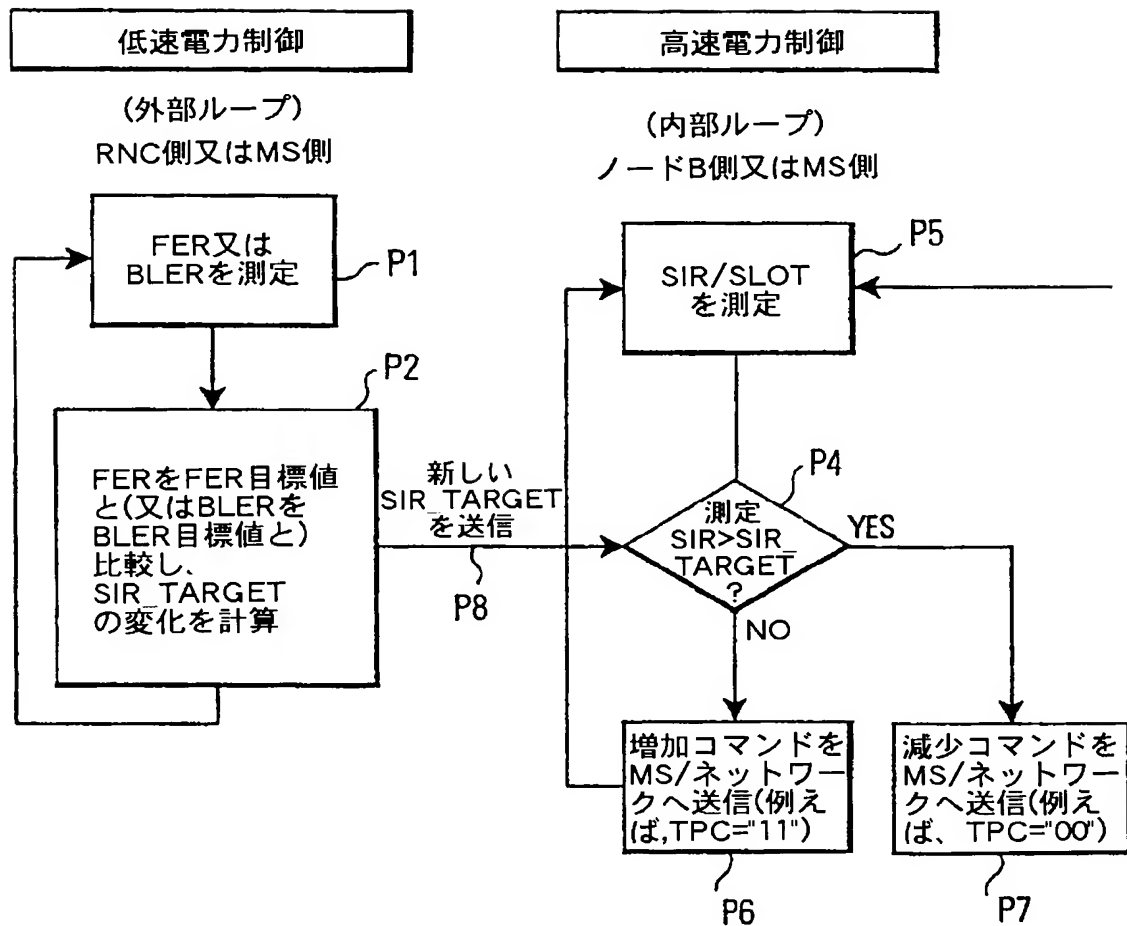 低速電力制御
(外部ループ)
RNC側又はMS側
FER又は
BLERを測定
P1
P2
FERをFER目標値
と(又はBLERを
BLER目標値と)
比較し、
SIR_TARGET
の変化を計算
新しい
SIR_TARGET
を送信
P8
高速電力制御
(内部ループ)
ノードB側又はMS側
P5
SIR/SLOT
を測定
P4
測定
SIR>SIR_
TARGET
?
YES
NO
増加コマンドを
MS/ネットワー
クへ送信(例え
ば,TPC="11")
P6
減少コマンドを
MS/ネットワー
クへ送信(例え
ば、TPC="00")
P7